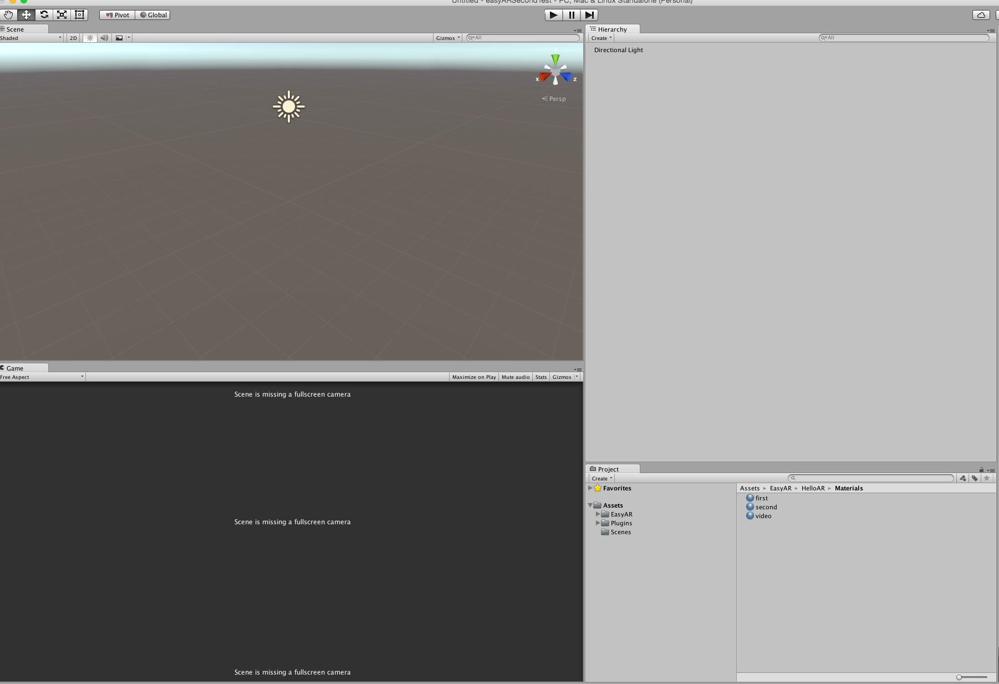 Untitled - easyARSecondTest - PC, Mac & Linux Standalone (Personal)
Pivot Global
Scene
Shaded 2D Gizmos All
y
x z
Persp
Hierarchy
Create All
Directional Light
Game
Free Aspect Maximize on Play Mute audio Stats Gizmos
Scene is missing a fullscreen camera
Scene is missing a fullscreen camera
Scene is missing a fullscreen camera
Project
Create
Favorites
Assets
EasyAR
Plugins
Scenes
Assets EasyAR HelloAR Materials
first
second
video